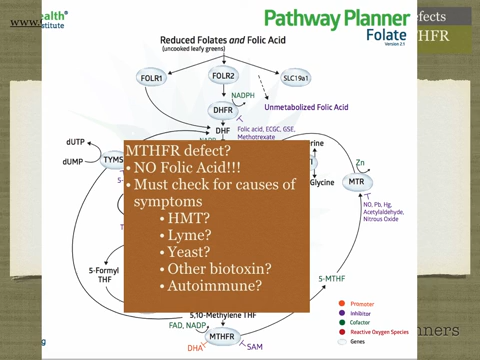 ealth®
www.
stitute
Pathway Planner
Folate
Version 2.1
efects
THFR
Reduced Folates and Folic Acid
(uncooked leafy greens)
FOLR1
FOLR2
SLC19a1
NADPH
DHFR
Unmetabolized Folic Acid
DHF
Folic acid, ECGC, GSE,
Methotrexate
dUTP
dUMP
TYMS
MTHFR defect?
• NO Folic Acid!!!
• Must check for causes of
symptoms
• HMT?
• Lyme?
• Yeast?
• Other biotoxin?
• Autoimmune?
Glycine
Zn
MTR
NO, Pb, Hg,
Acetylaldehyde,
Nitrous Oxide
5-Formyl
THF
5-MTHF
5,10-Methylene THF
FAD, NADP
MTHFR
DHA
SAM
Promoter
Inhibitor
Cofactor
Reactive Oxygen Species
Genes
nners